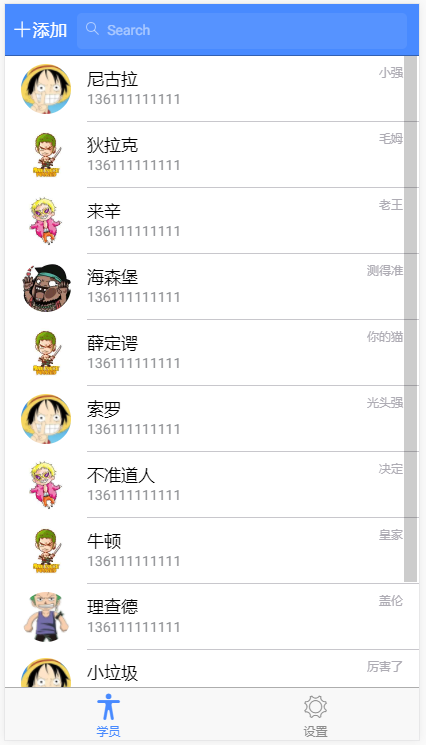 添加 Search
尼古拉 小强
136111111111
狄拉克 毛姆
136111111111
来辛 老王
136111111111
海森堡 测得准
136111111111
薛定谔 你的猫
136111111111
索罗 光头强
136111111111
不准道人 决定
136111111111
牛顿 皇家
136111111111
理查德 盖伦
136111111111
小垃圾 厉害了
学员 设置